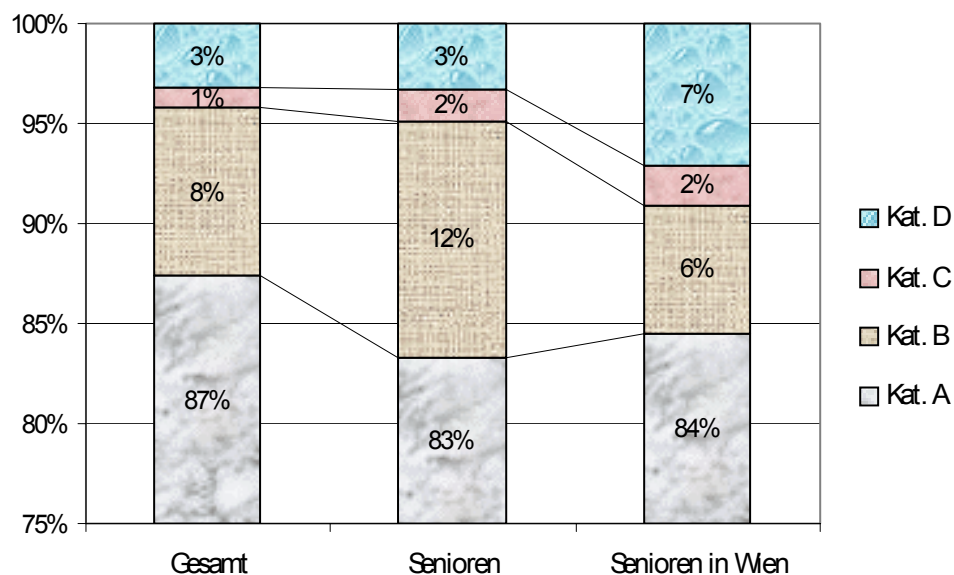 100%
95%
90%
85%
80%
75%
3%
1%
8%
87%
3%
2%
12%
83%
7%
2%
6%
84%
Gesamt
Senioren
Senioren in Wien
Kat. D
Kat. C
Kat. B
Kat. A